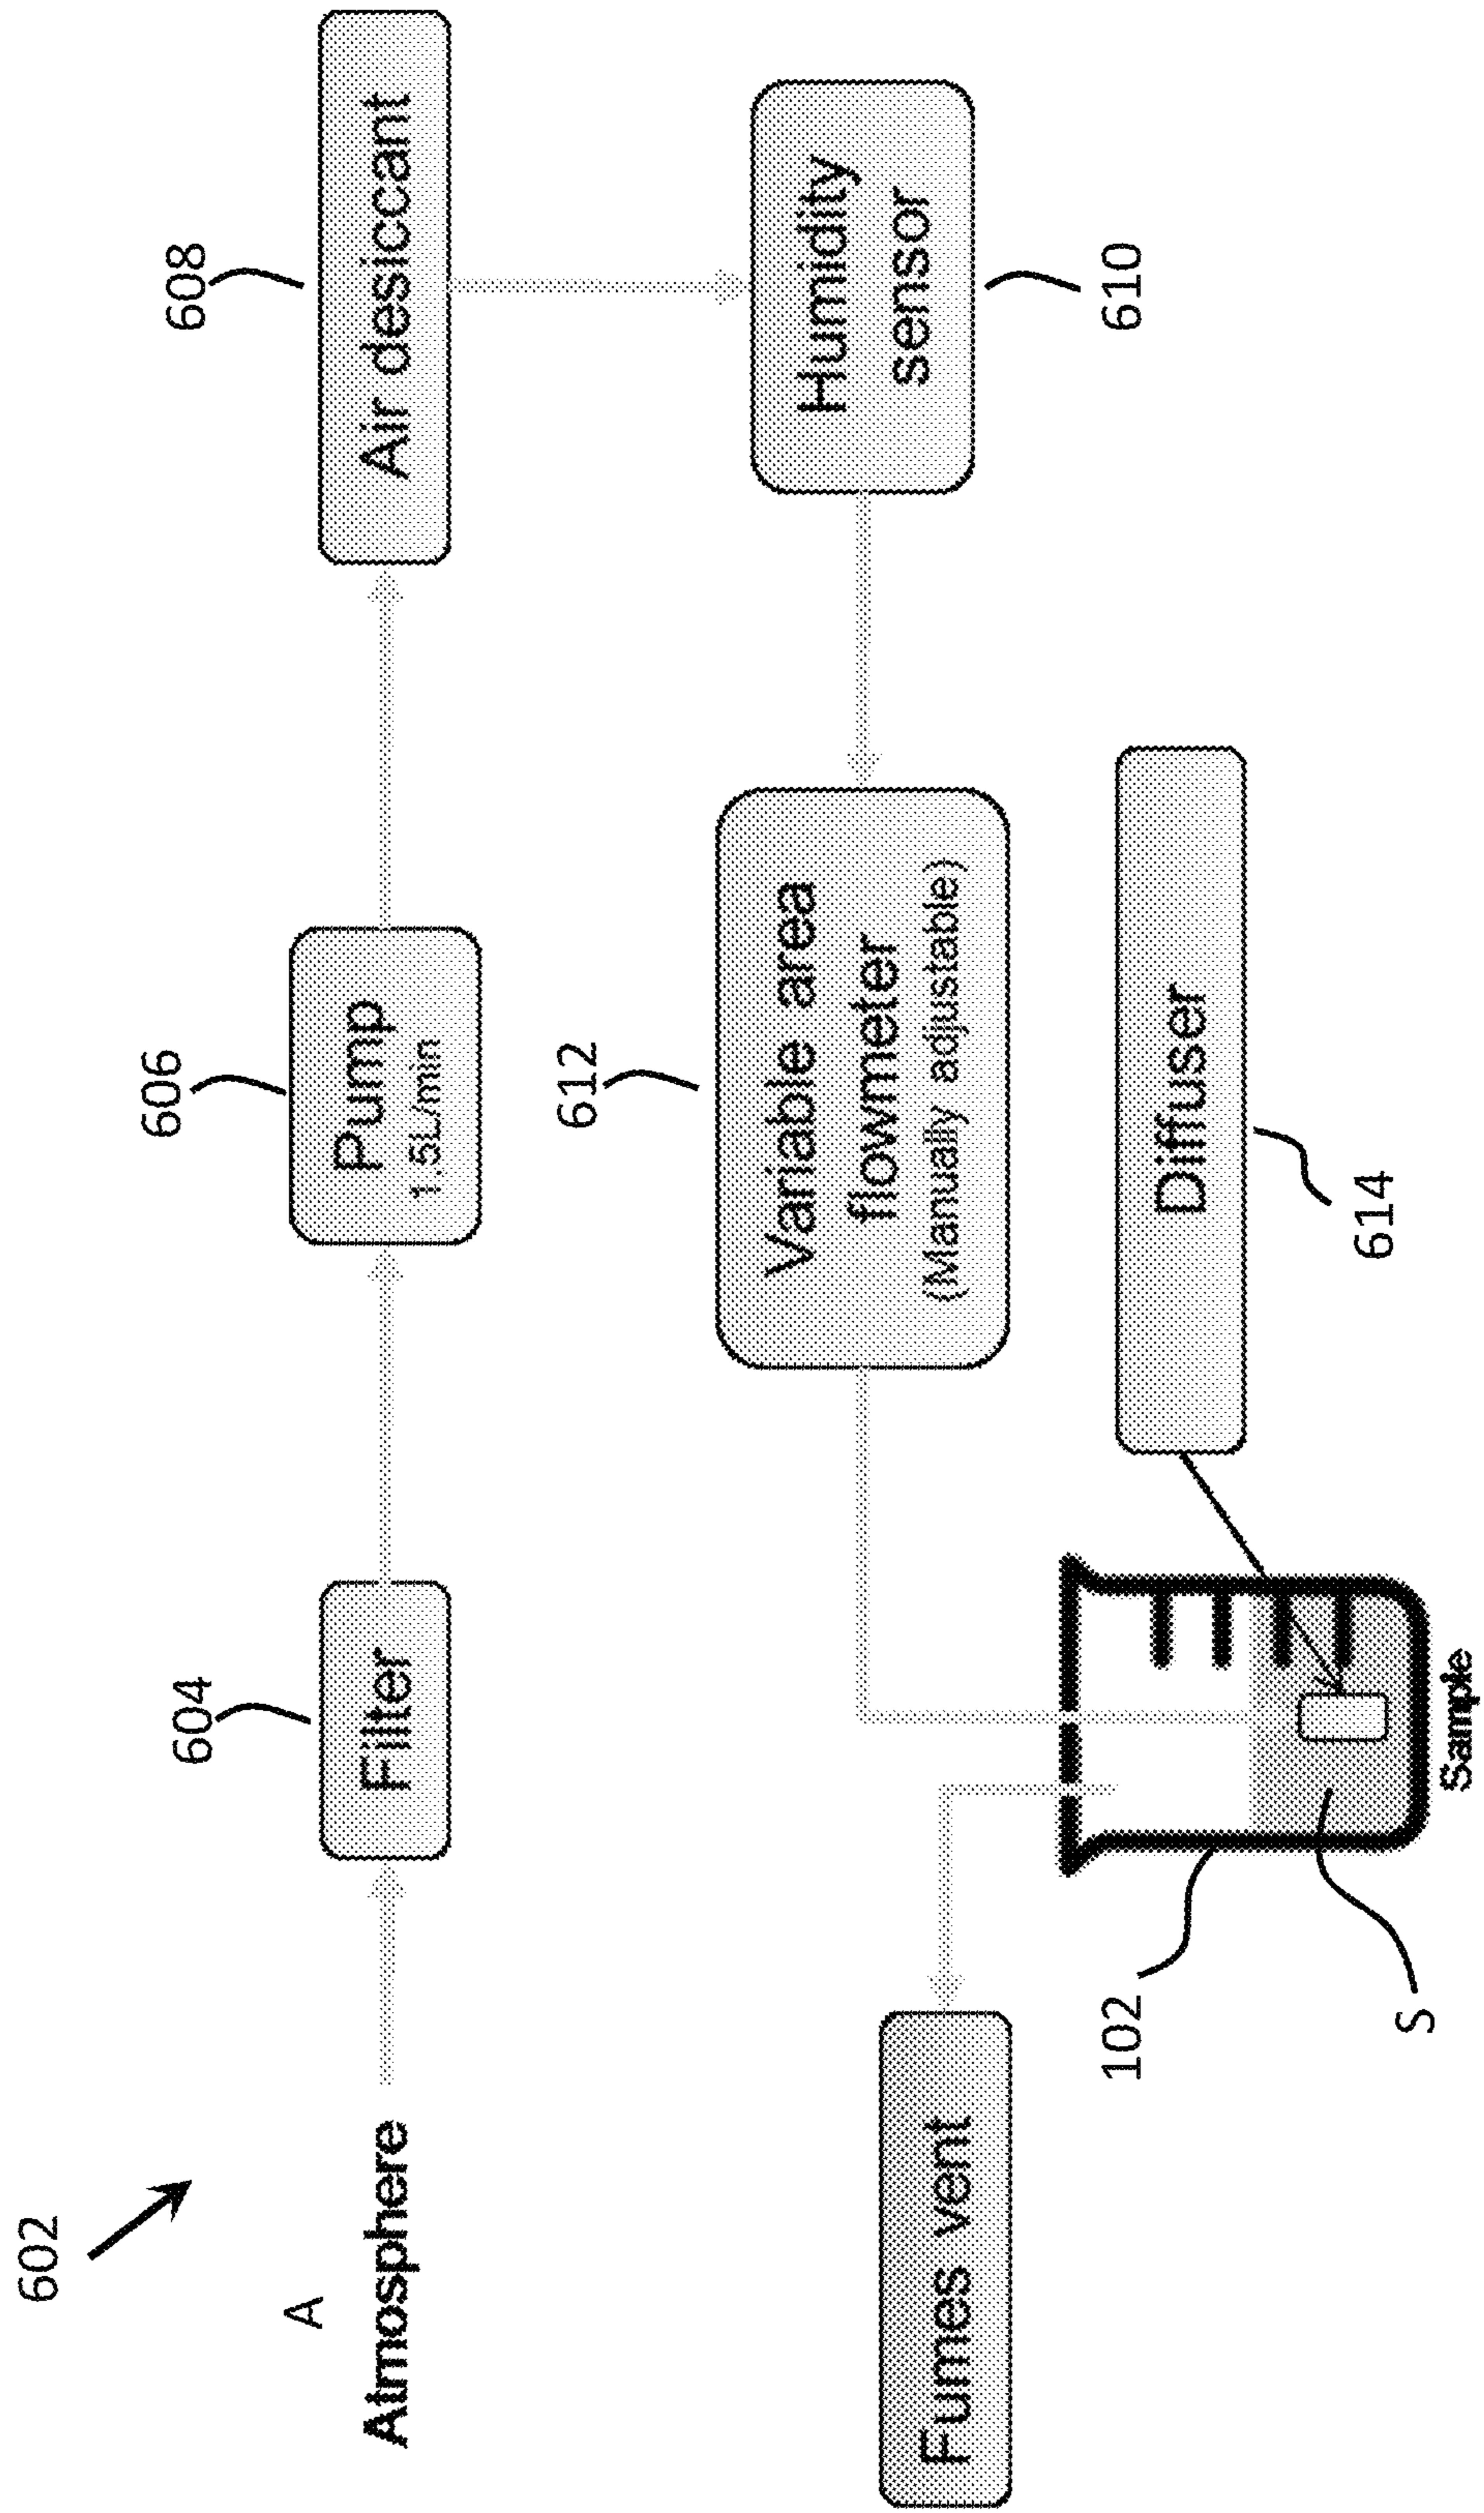 602
A
Atmosphere
604
Filter
606
Pump
1.5L/min
608
Air desiccant
612
Variable area
flowmeter
(Manually adjustable)
Humidity
sensor
610
Fumes vent
102
S
Sample
Diffuser
614